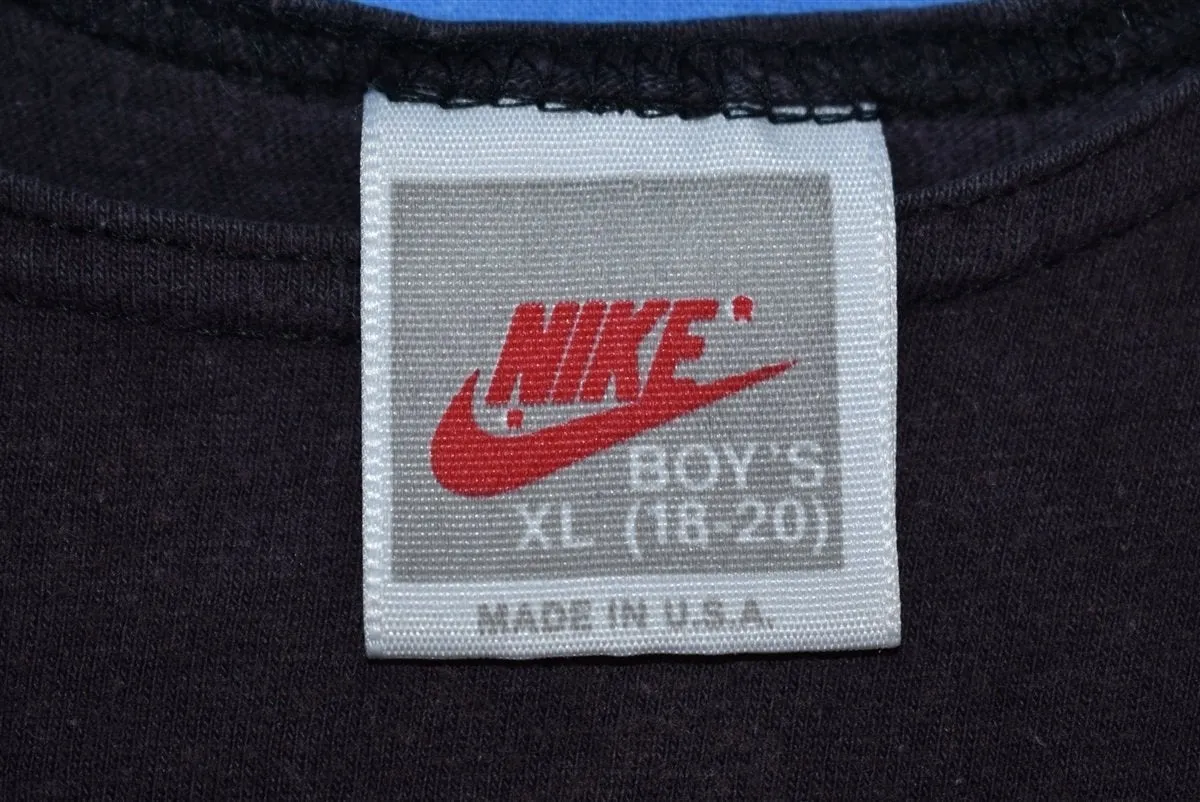 NIKE®
BOY'S
XL (18-20)
MADE IN U.S.A.